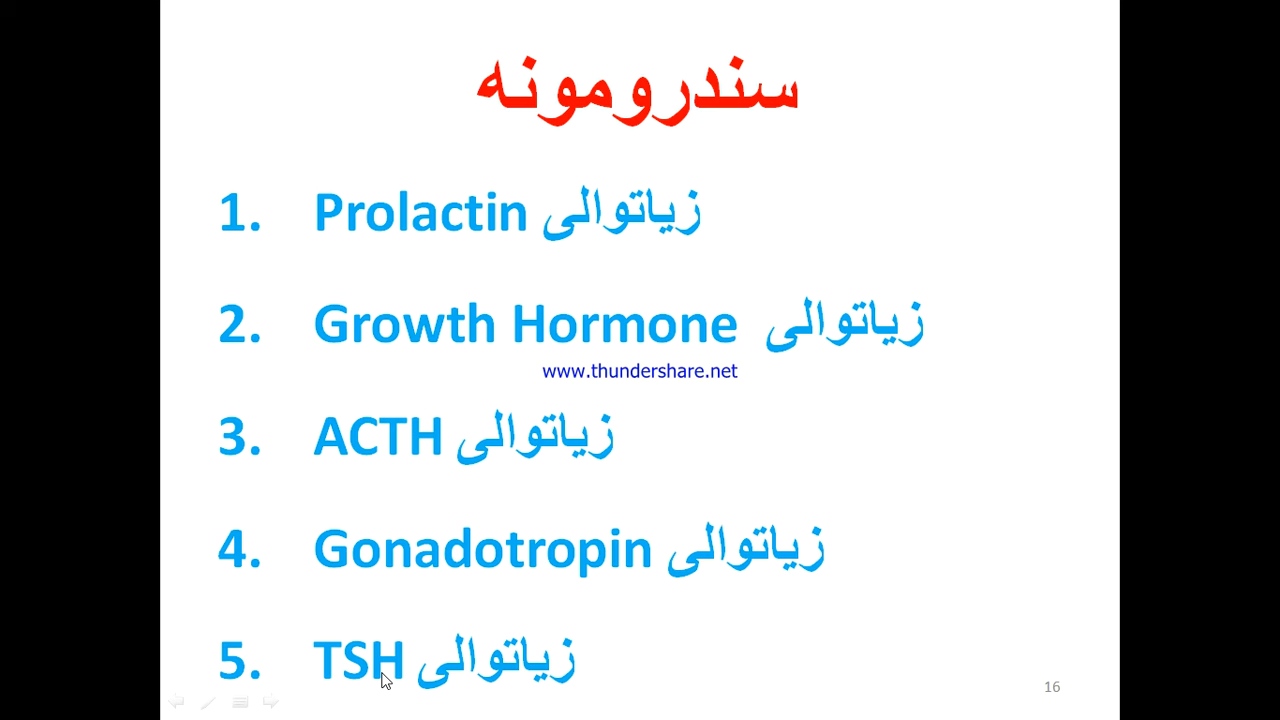 سندرومونه
1. Prolactin زیاتوالی
2. Growth Hormone زیاتوالی
www.thundershare.net
3. ACTH زیاتوالی
4. Gonadotropin زیاتوالی
5. TSH زیاتوالی
16